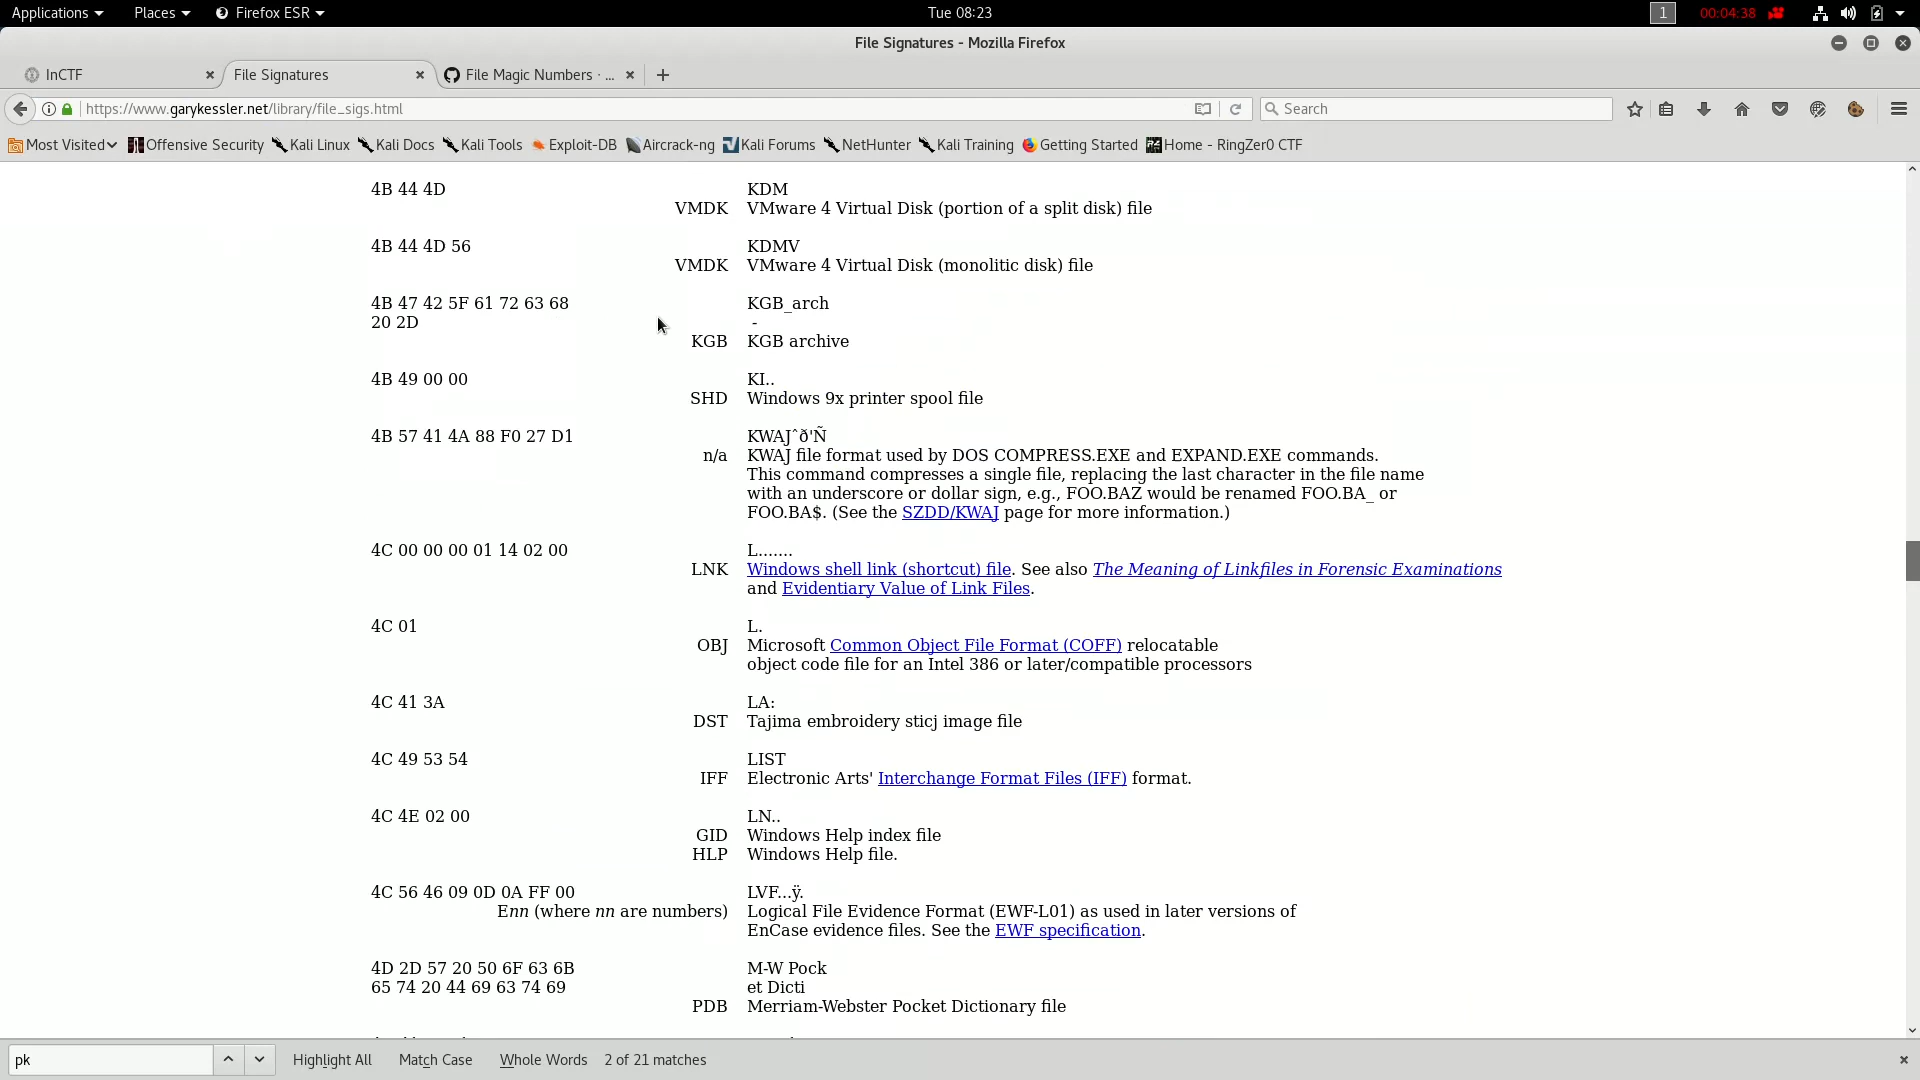 Applications Places Firefox ESR Tue 08:23 1 00:04:38
File Signatures - Mozilla Firefox
InCTF File Signatures File Magic Numbers · ...
https://www.garykessler.net/library/file_sigs.html Search
Most Visited Offensive Security Kali Linux Kali Docs Kali Tools Exploit-DB Aircrack-ng Kali Forums NetHunter Kali Training Getting Started Home - RingZer0 CTF
4B 44 4D KDM
VMDK VMware 4 Virtual Disk (portion of a split disk) file
4B 44 4D 56 KDMV
VMDK VMware 4 Virtual Disk (monolitic disk) file
4B 47 42 5F 61 72 63 68 KGB_arch
20 2D -
KGB KGB archive
4B 49 00 00 KI..
SHD Windows 9x printer spool file
4B 57 41 4A 88 F0 27 D1 KWAJˆð'Ñ
n/a KWAJ file format used by DOS COMPRESS.EXE and EXPAND.EXE commands.
This command compresses a single file, replacing the last character in the file name
with an underscore or dollar sign, e.g., FOO.BAZ would be renamed FOO.BA_ or
FOO.BA$. (See the SZDD/KWAJ page for more information.)
4C 00 00 00 01 14 02 00 L.......
LNK Windows shell link (shortcut) file. See also The Meaning of Linkfiles in Forensic Examinations
and Evidentiary Value of Link Files.
4C 01 L.
OBJ Microsoft Common Object File Format (COFF) relocatable
object code file for an Intel 386 or later/compatible processors
4C 41 3A LA:
DST Tajima embroidery sticj image file
4C 49 53 54 LIST
IFF Electronic Arts' Interchange Format Files (IFF) format.
4C 4E 02 00 LN..
GID Windows Help index file
HLP Windows Help file.
4C 56 46 09 0D 0A FF 00 LVF...ÿ.
Enn (where nn are numbers) Logical File Evidence Format (EWF-L01) as used in later versions of
EnCase evidence files. See the EWF specification.
4D 2D 57 20 50 6F 63 6B M-W Pock
65 74 20 44 69 63 74 69 et Dicti
PDB Merriam-Webster Pocket Dictionary file
pk Highlight All Match Case Whole Words 2 of 21 matches